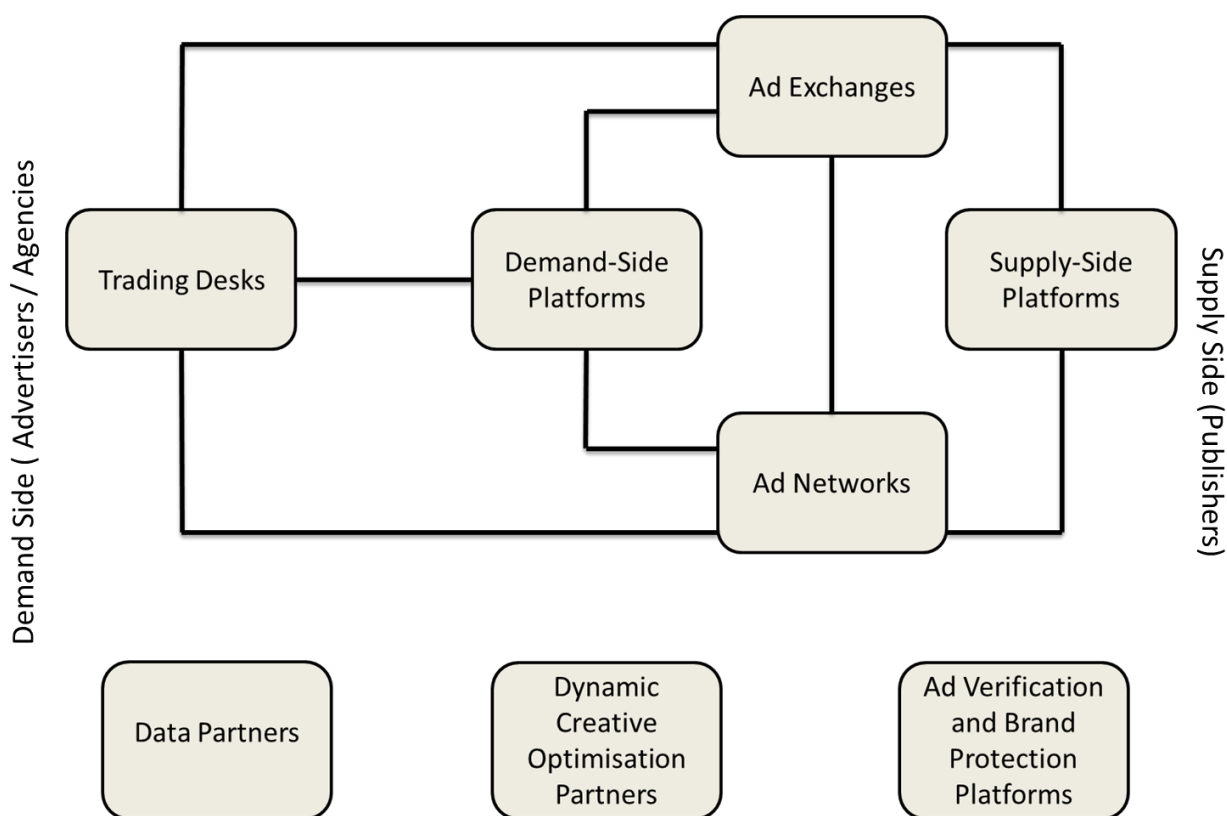 Ad Exchanges
Demand Side ( Advertisers / Agencies
Trading Desks
Demand-Side
Platforms
Supply-Side
Platforms
Supply Side (Publishers)
Ad Networks
Data Partners
Dynamic
Creative
Optimisation
Partners
Ad Verification
and Brand
Protection
Platforms